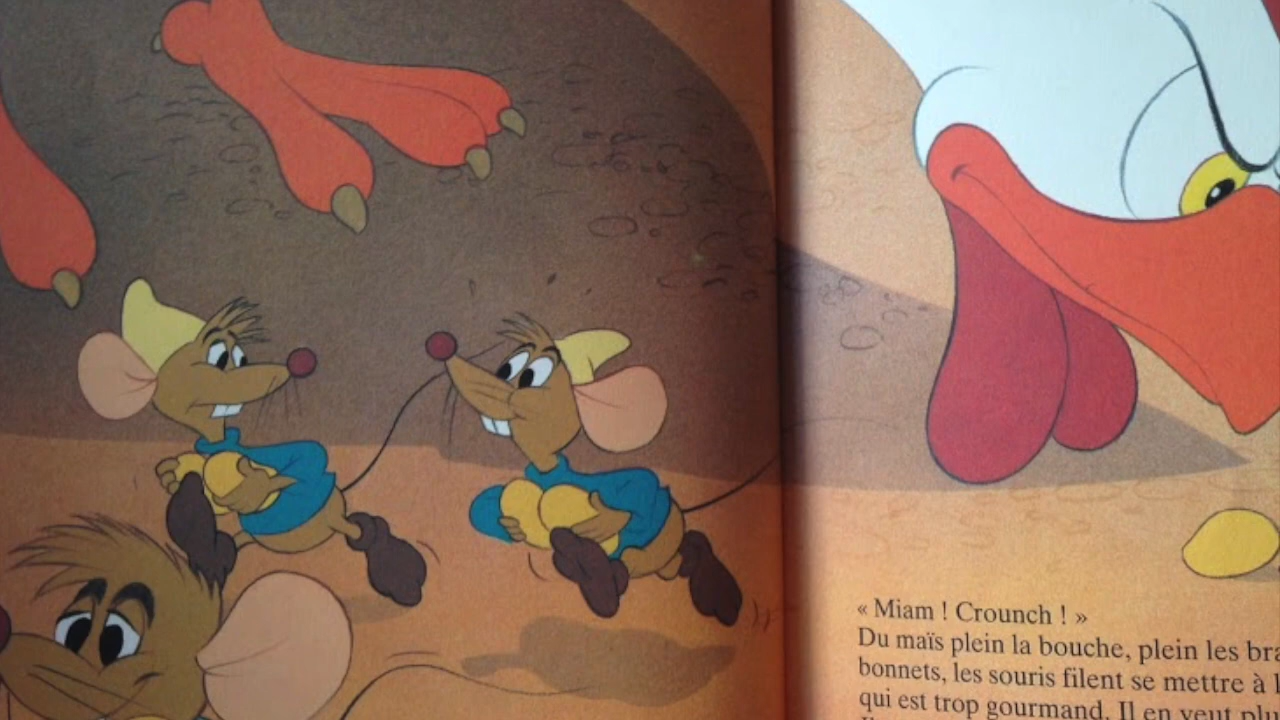 « Miam ! Crounch ! »
Du maïs plein la bouche, plein les
bonnets, les souris filent se mettre à
qui est trop gourmand. Il en veut